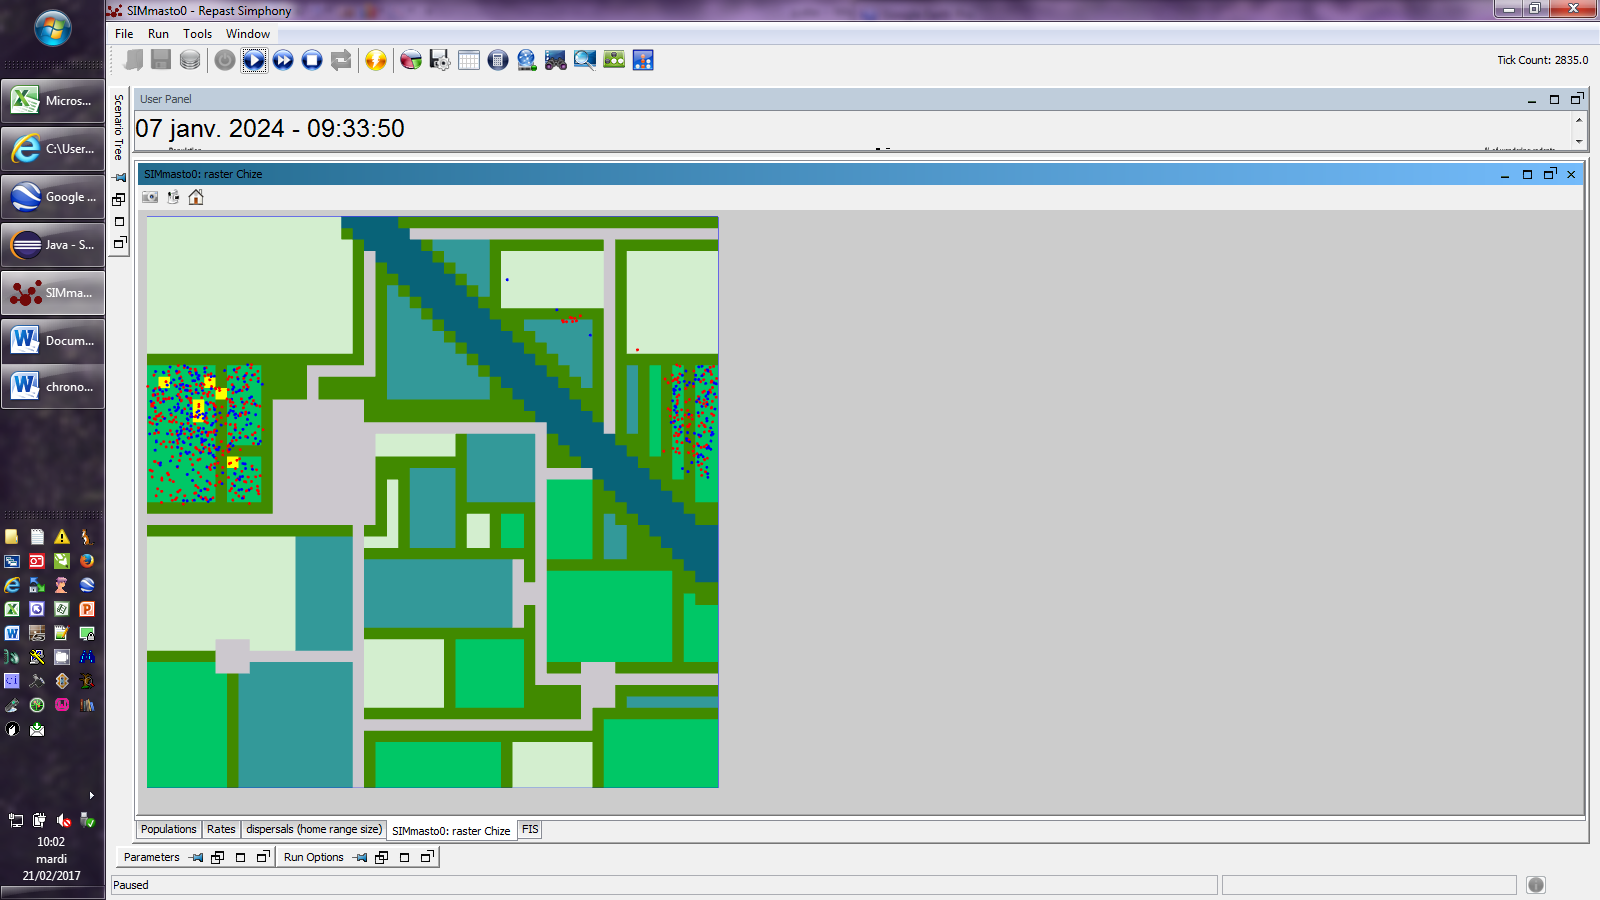 SIMmasto0 - Repast Simphony
File Run Tools Window
Tick Count: 2835.0
Scenario Tree
User Panel
07 janv. 2024 - 09:33:50
SIMmasto0: raster Chize
Micros...
C:\User...
Google ...
Java - S...
SIMma...
Docum...
chrono...
10:02
mardi
21/02/2017
Populations Rates dispersals (home range size) SIMmasto0: raster Chize FIS
Parameters Run Options
Paused